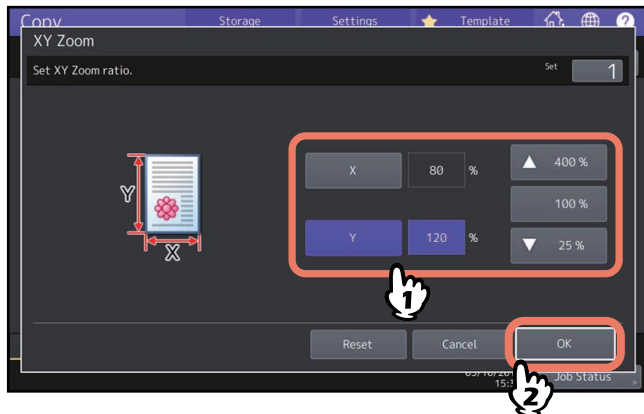 Copy Storage Settings Template ?
XY Zoom
Set XY Zoom ratio. Set 1
X 80 % 400 %
100 %
Y 120 % 25 %
Y
X
1
Reset Cancel OK
15: Job Status
2